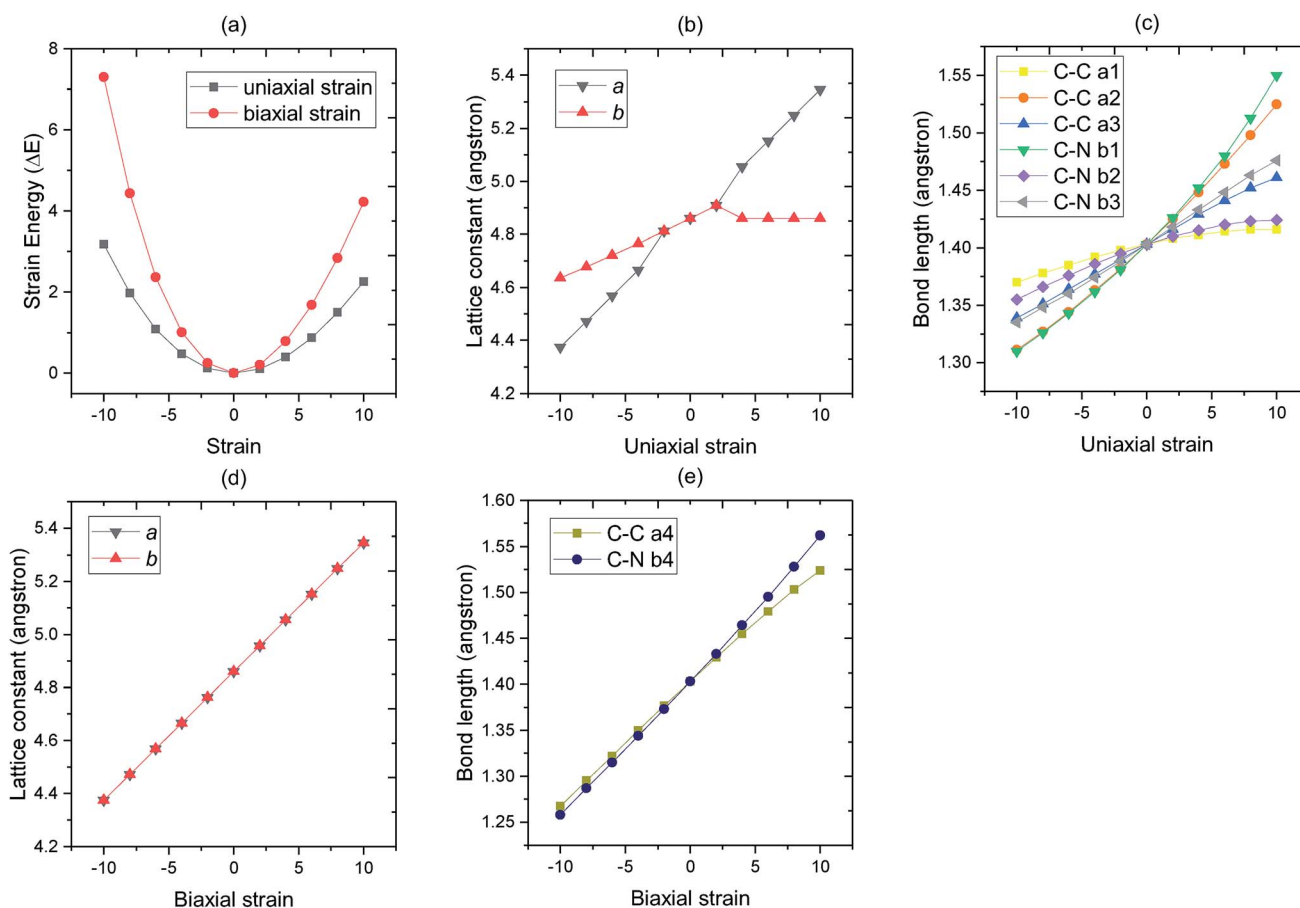 (a)
8
6
4
2
0
-10 -5 0 5 10
Strain Energy (ΔE)
Strain
uniaxial strain
biaxial strain
(b)
5.4
5.2
5.0
4.8
4.6
4.4
4.2
-10 -5 0 5 10
Lattice constant (angstron)
Uniaxial strain
a
b
(c)
1.55
1.50
1.45
1.40
1.35
1.30
-10 -5 0 5 10
Bond length (angstron)
Uniaxial strain
C-C a1
C-C a2
C-C a3
C-N b1
C-N b2
C-N b3
(d)
5.4
5.2
5.0
4.8
4.6
4.4
4.2
-10 -5 0 5 10
Lattice constant (angstron)
Biaxial strain
a
b
(e)
1.60
1.55
1.50
1.45
1.40
1.35
1.30
1.25
-10 -5 0 5 10
Bond length (angstron)
Biaxial strain
C-C a4
C-N b4